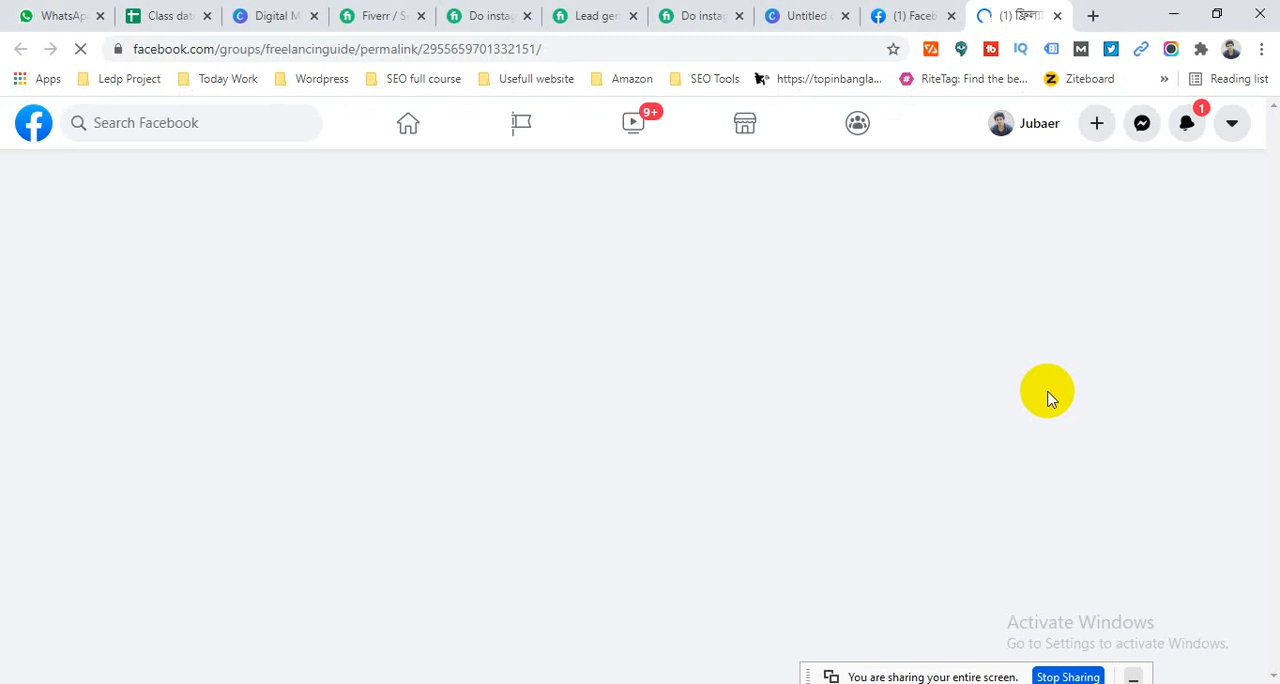 WhatsAp
Class dat
Digital M
Fiverr / S
Do instag
Lead gen
Do instag
Untitled
(1) Faceb
(1) ফ্রিল্যা
facebook.com/groups/freelancinguide/permalink/2955659701332151/
Apps
Ledp Project
Today Work
Wordpress
SEO full course
Usefull website
Amazon
SEO Tools
https://topinbangla...
RiteTag: Find the be...
Ziteboard
»
Reading list
Search Facebook
9+
Jubaer
1
Activate Windows
Go to Settings to activate Windows.
You are sharing your entire screen.
Stop Sharing